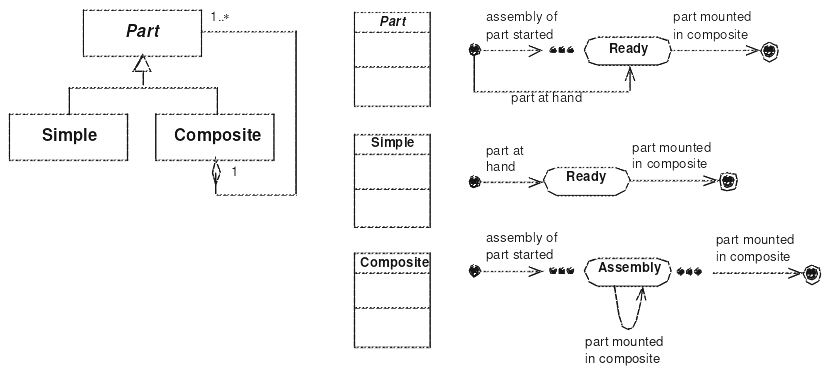 Part
1..*
Simple
Composite
1
Part
assembly of
part started
Ready
part mounted
in composite
part at hand
Simple
part at
hand
Ready
part mounted
in composite
Composite
assembly of
part started
Assembly
part mounted
in composite
part mounted
in composite